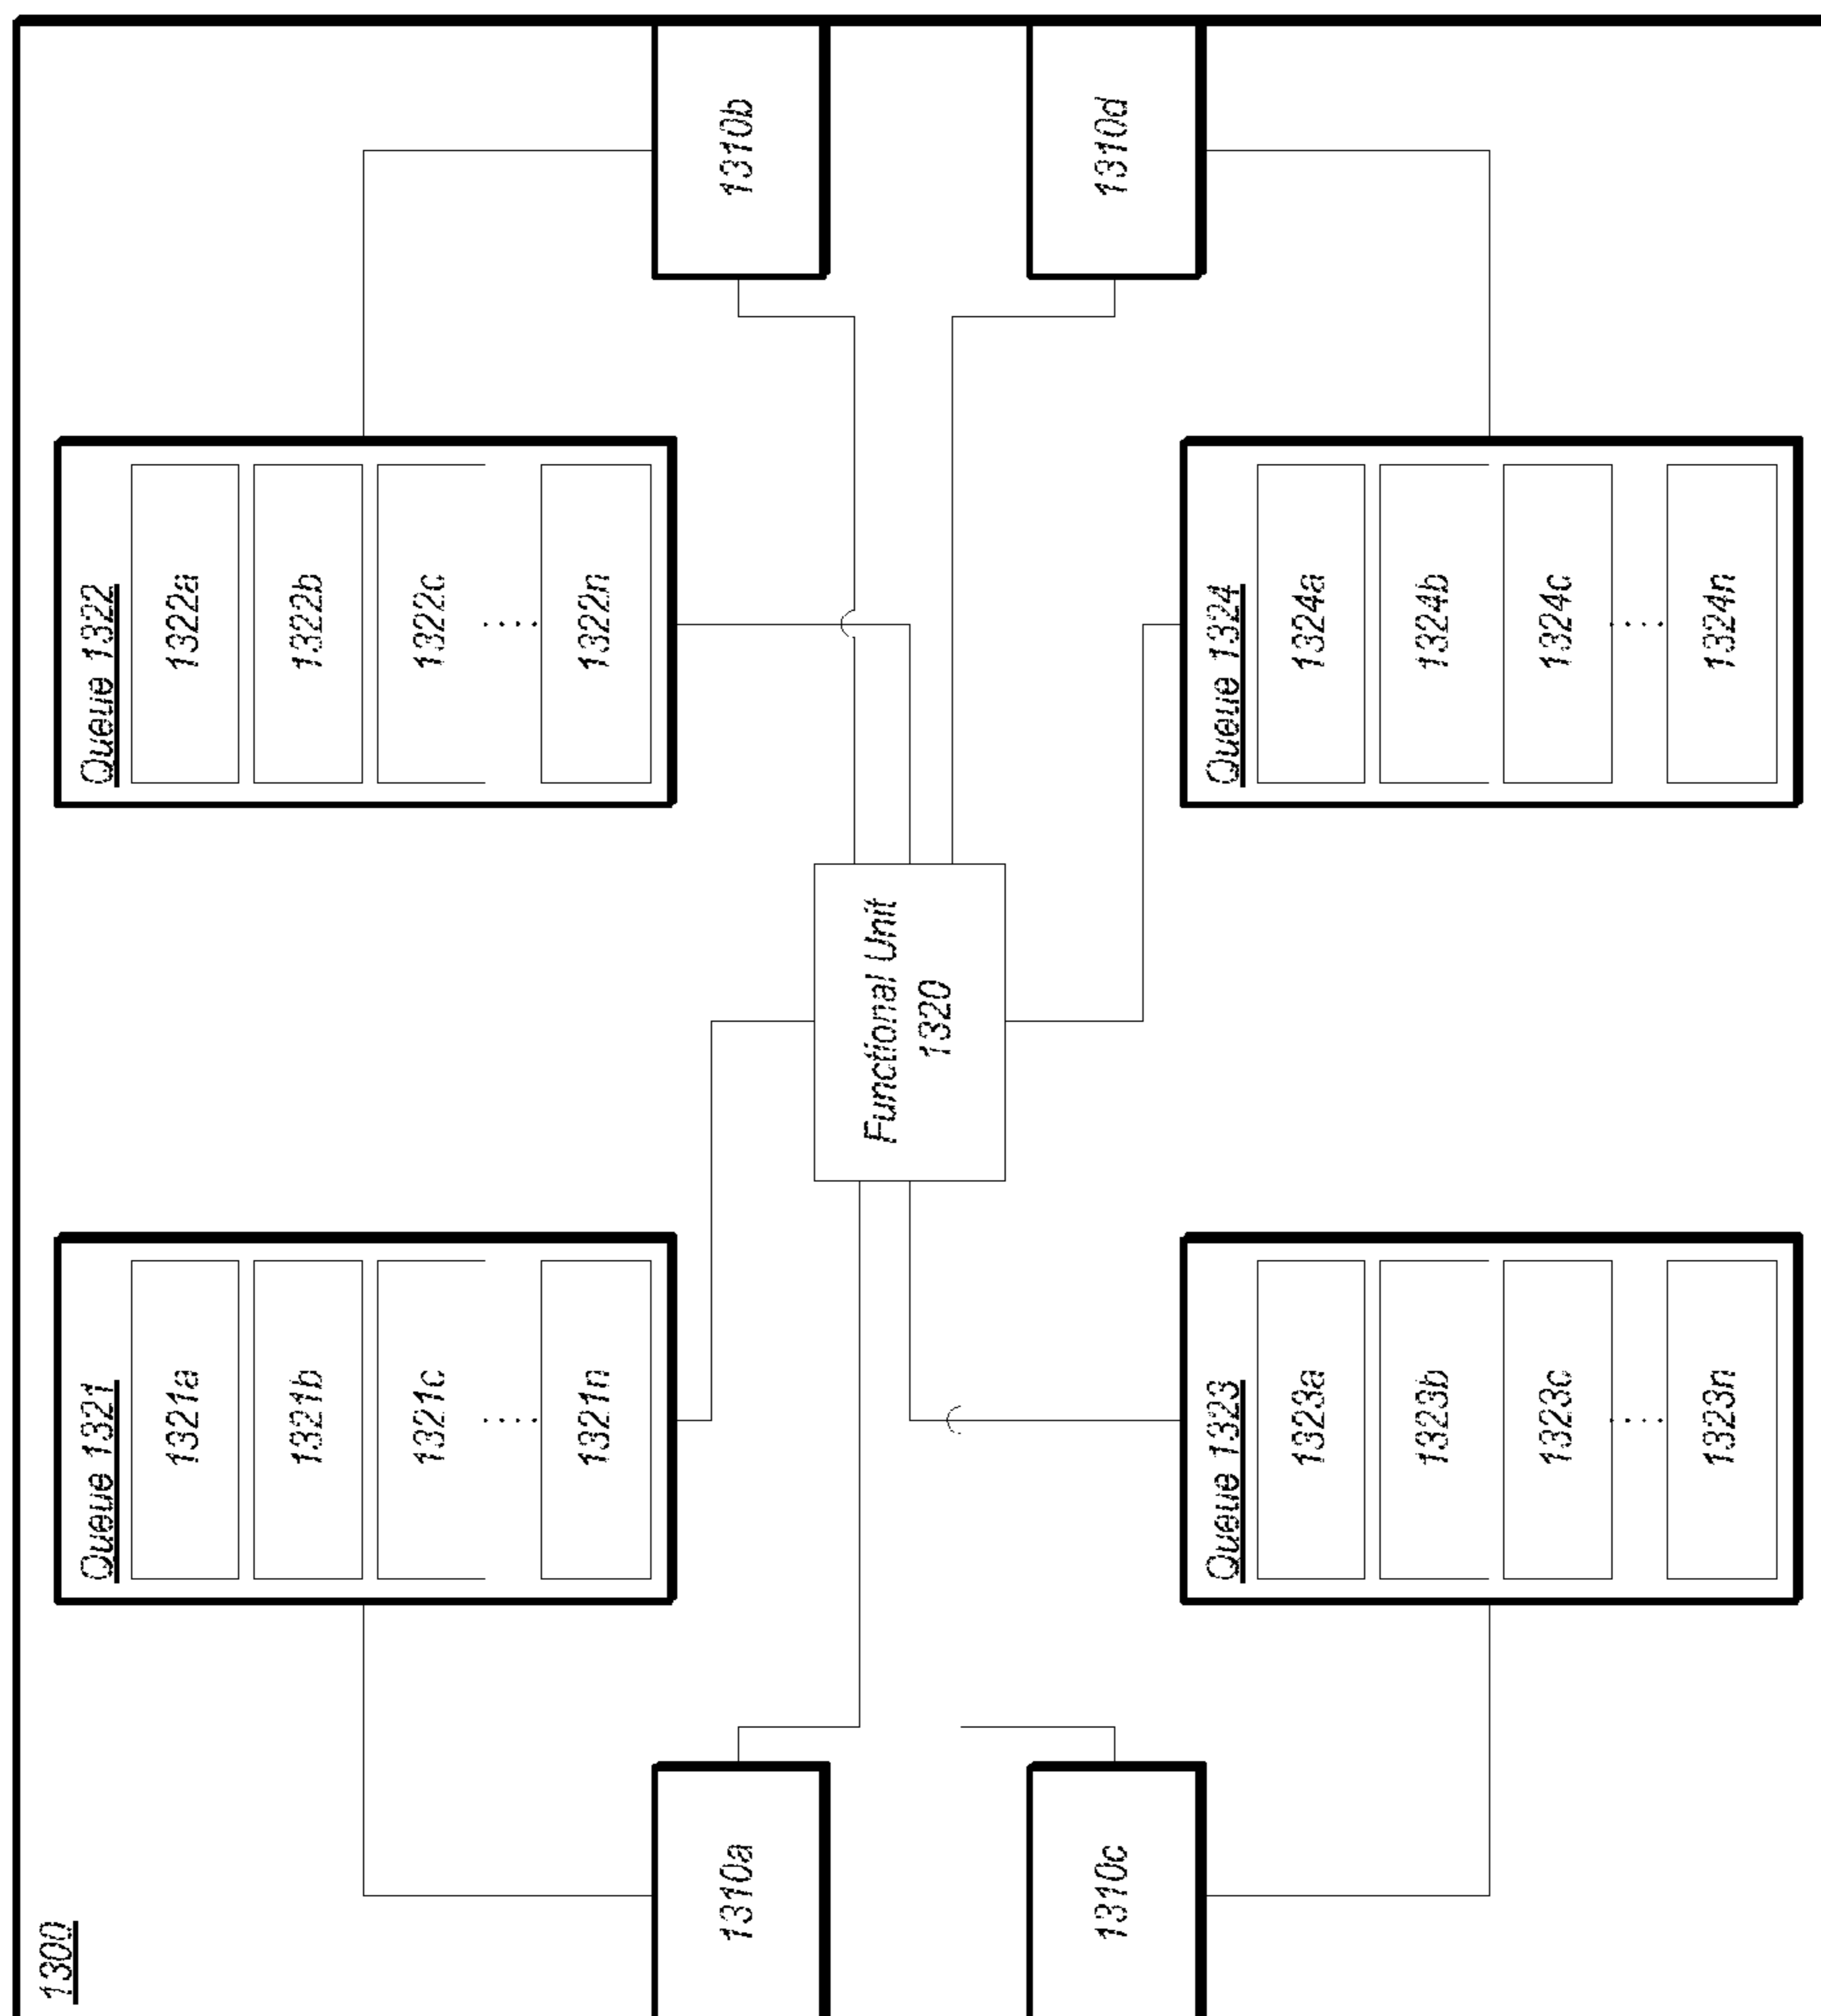 1300
1310a
Queue 1321
1321a
1321b
1321c
1321n
Queue 1322
1322a
1322b
1322c
1322n
1310b
Functional Unit
1320
1310c
Queue 1323
1323a
1323b
1323c
1323n
Queue 1324
1324a
1324b
1324c
1324n
1310d